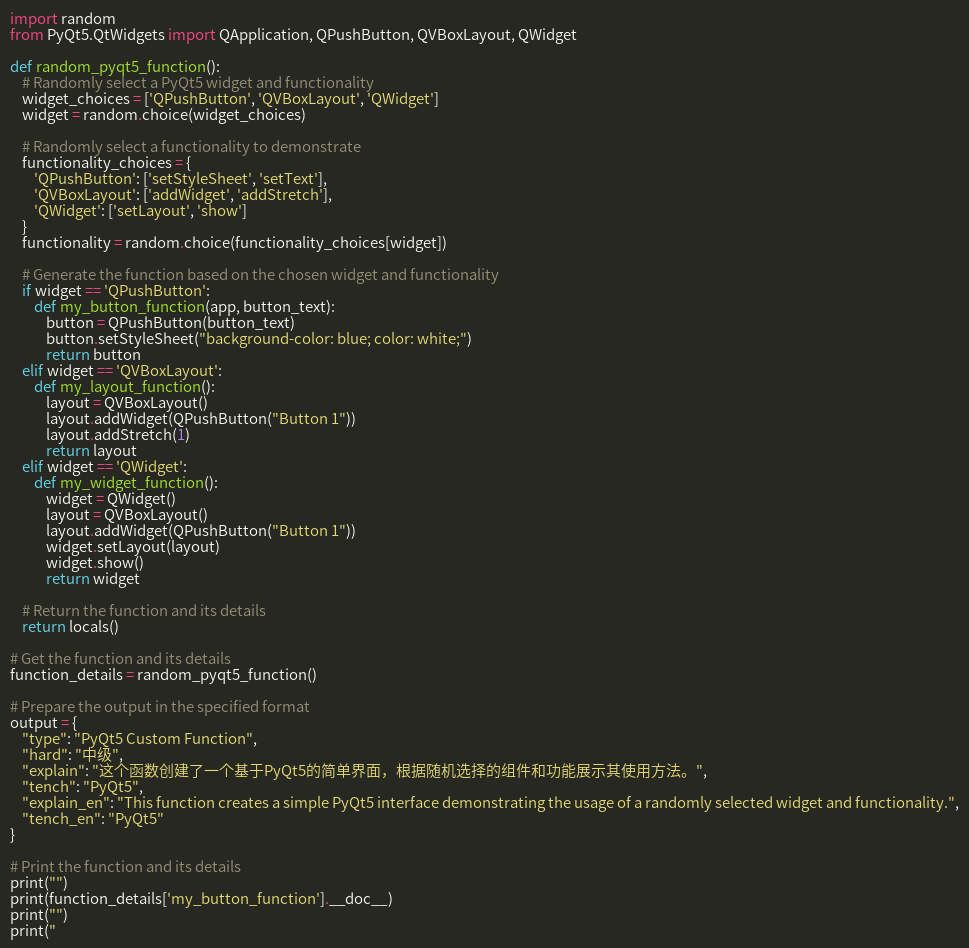 import random
from PyQt5.QtWidgets import QApplication, QPushButton, QVBoxLayout, QWidget

def random_pyqt5_function():
    # Randomly select a PyQt5 widget and functionality
    widget_choices = ['QPushButton', 'QVBoxLayout', 'QWidget']
    widget = random.choice(widget_choices)

    # Randomly select a functionality to demonstrate
    functionality_choices = {
        'QPushButton': ['setStyleSheet', 'setText'],
        'QVBoxLayout': ['addWidget', 'addStretch'],
        'QWidget': ['setLayout', 'show']
    }
    functionality = random.choice(functionality_choices[widget])

    # Generate the function based on the chosen widget and functionality
    if widget == 'QPushButton':
        def my_button_function(app, button_text):
            button = QPushButton(button_text)
            button.setStyleSheet("background-color: blue; color: white;")
            return button
    elif widget == 'QVBoxLayout':
        def my_layout_function():
            layout = QVBoxLayout()
            layout.addWidget(QPushButton("Button 1"))
            layout.addStretch(1)
            return layout
    elif widget == 'QWidget':
        def my_widget_function():
            widget = QWidget()
            layout = QVBoxLayout()
            layout.addWidget(QPushButton("Button 1"))
            widget.setLayout(layout)
            widget.show()
            return widget

    # Return the function and its details
    return locals()

# Get the function and its details
function_details = random_pyqt5_function()

# Prepare the output in the specified format
output = {
    "type": "PyQt5 Custom Function",
    "hard": "中级",
    "explain": "这个函数创建了一个基于PyQt5的简单界面，根据随机选择的组件和功能展示其使用方法。",
    "tench": "PyQt5",
    "explain_en": "This function creates a simple PyQt5 interface demonstrating the usage of a randomly selected widget and functionality.",
    "tench_en": "PyQt5"
}

# Print the function and its details
print("")
print(function_details['my_button_function'].__doc__)
print("")
print("